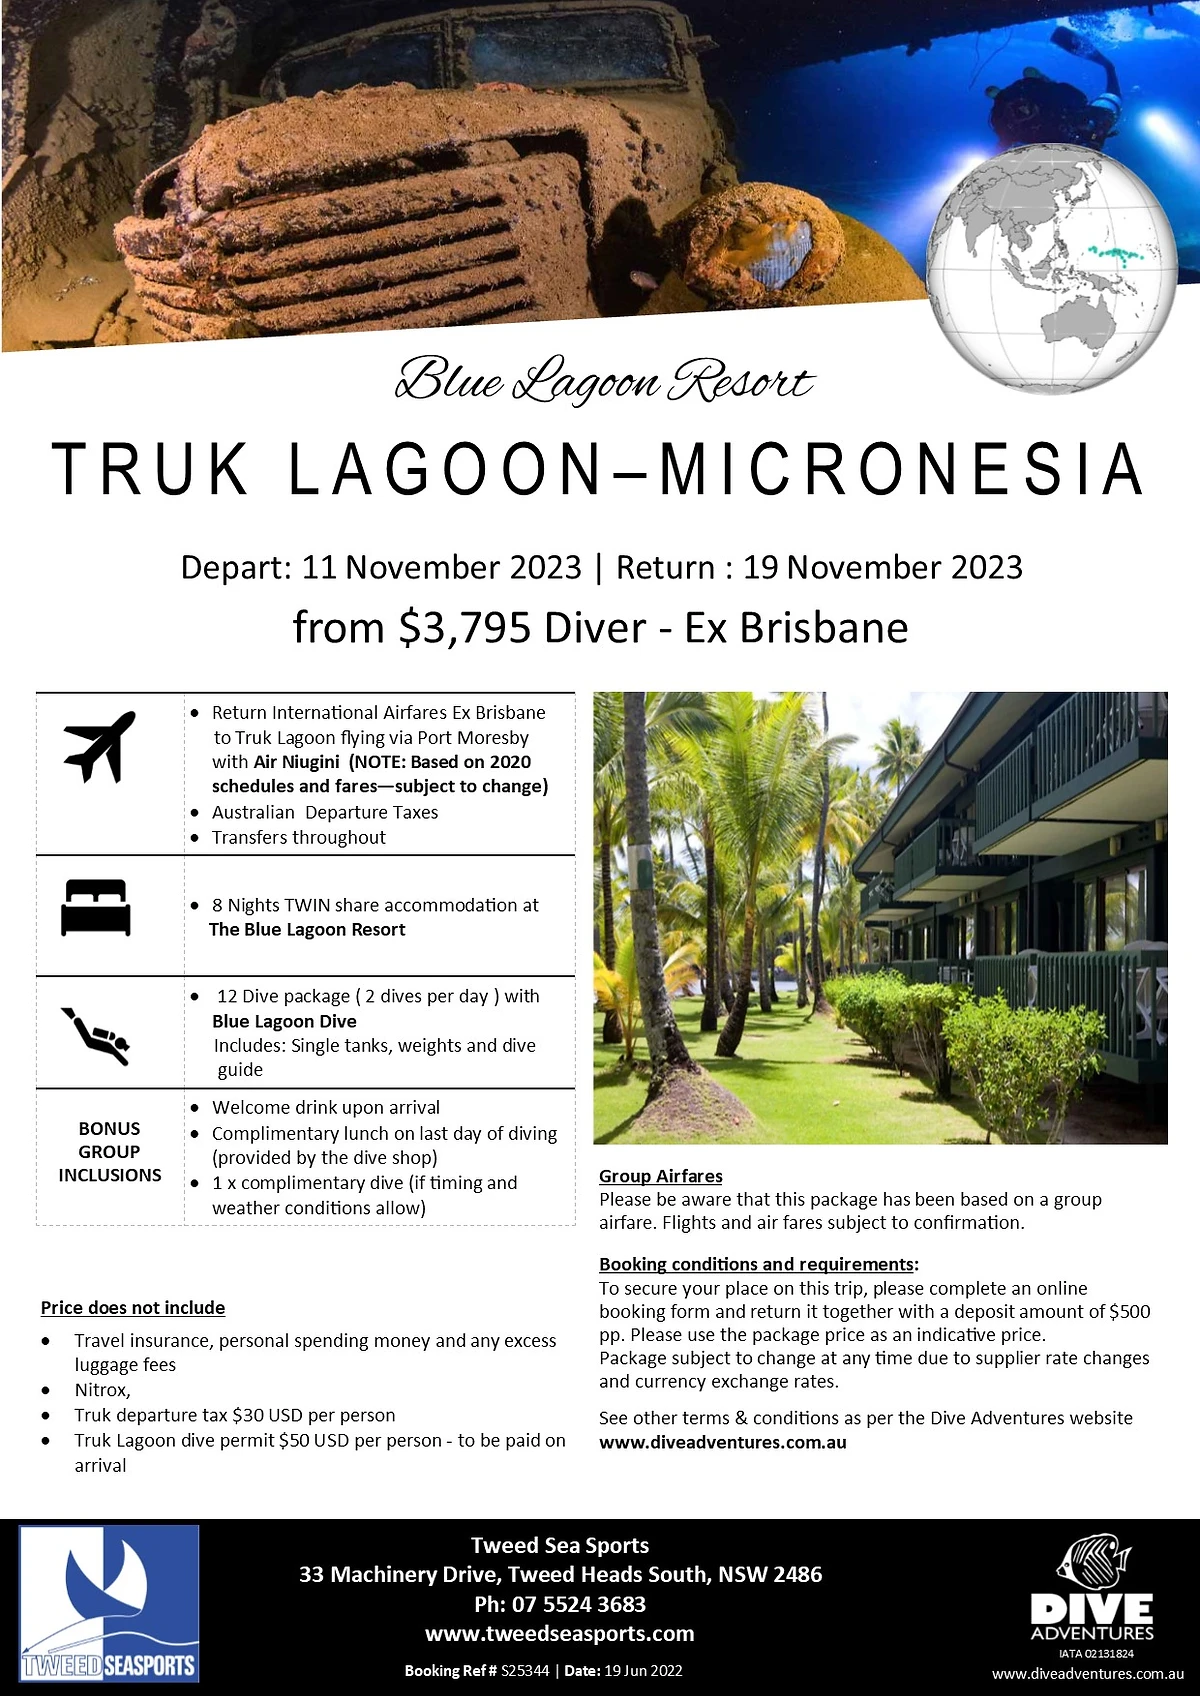 Blue Lagoon Resort
TRUK LAGOON–MICRONESIA
Depart: 11 November 2023 | Return : 19 November 2023
from $3,795 Diver - Ex Brisbane
• Return International Airfares Ex Brisbane
to Truk Lagoon flying via Port Moresby
with Air Niugini (NOTE: Based on 2020
schedules and fares—subject to change)
• Australian Departure Taxes
• Transfers throughout
• 8 Nights TWIN share accommodation at
The Blue Lagoon Resort
• 12 Dive package ( 2 dives per day ) with
Blue Lagoon Dive
Includes: Single tanks, weights and dive
guide
BONUS
GROUP
INCLUSIONS
• Welcome drink upon arrival
• Complimentary lunch on last day of diving
(provided by the dive shop)
• 1 x complimentary dive (if timing and
weather conditions allow)
Price does not include
• Travel insurance, personal spending money and any excess
luggage fees
• Nitrox,
• Truk departure tax $30 USD per person
• Truk Lagoon dive permit $50 USD per person - to be paid on
arrival
Group Airfares
Please be aware that this package has been based on a group
airfare. Flights and air fares subject to confirmation.
Booking conditions and requirements:
To secure your place on this trip, please complete an online
booking form and return it together with a deposit amount of $500
pp. Please use the package price as an indicative price.
Package subject to change at any time due to supplier rate changes
and currency exchange rates.
See other terms & conditions as per the Dive Adventures website
www.diveadventures.com.au
TWEEDSEASPORTS
Tweed Sea Sports
33 Machinery Drive, Tweed Heads South, NSW 2486
Ph: 07 5524 3683
www.tweedseasports.com
Booking Ref # S25344 | Date: 19 Jun 2022
DIVE
ADVENTURES
IATA 02131824
www.diveadventures.com.au